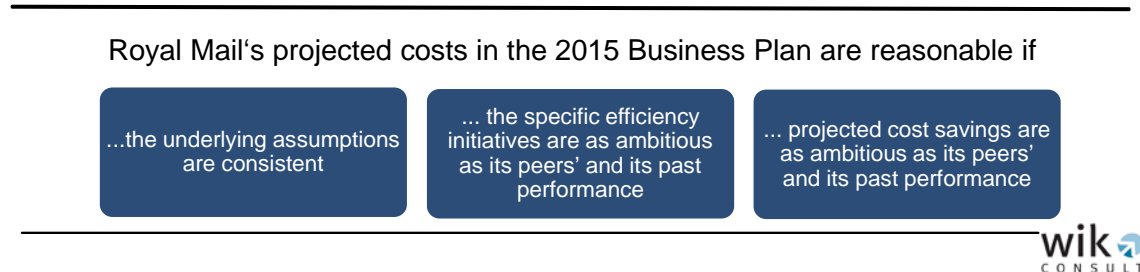 Royal Mail‘s projected costs in the 2015 Business Plan are reasonable if
...the underlying assumptions
are consistent
... the specific efficiency
initiatives are as ambitious
as its peers’ and its past
performance
... projected cost savings are
as ambitious as its peers’
and its past performance
wik
CONSULT